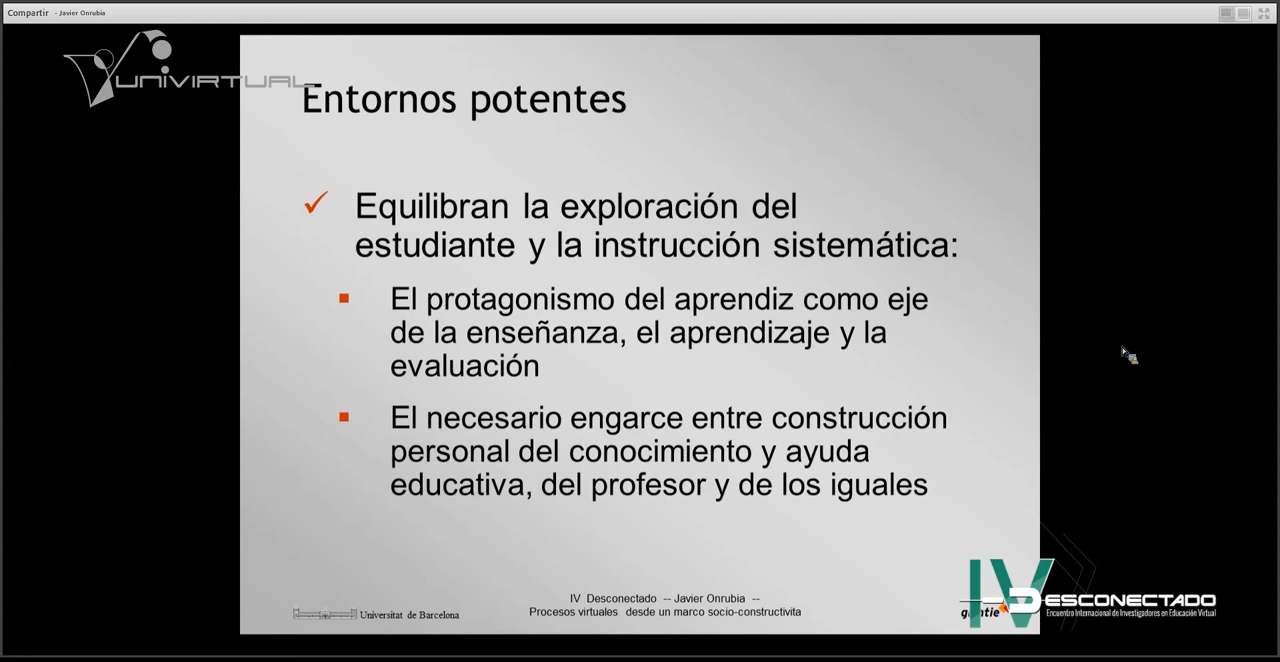 Compartir - Javier Onrubia
UNIVIRTUAL
Entornos potentes
✓ Equilibran la exploración del
estudiante y la instrucción sistemática:
▪ El protagonismo del aprendiz como eje
de la enseñanza, el aprendizaje y la
evaluación
▪ El necesario engarce entre construcción
personal del conocimiento y ayuda
educativa, del profesor y de los iguales
Universitat de Barcelona
IV Desconectado -- Javier Onrubia --
Procesos virtuales desde un marco socio-constructivita
IV DESCONECTADO
Encuentro Internacional de Investigadores en Educación Virtual